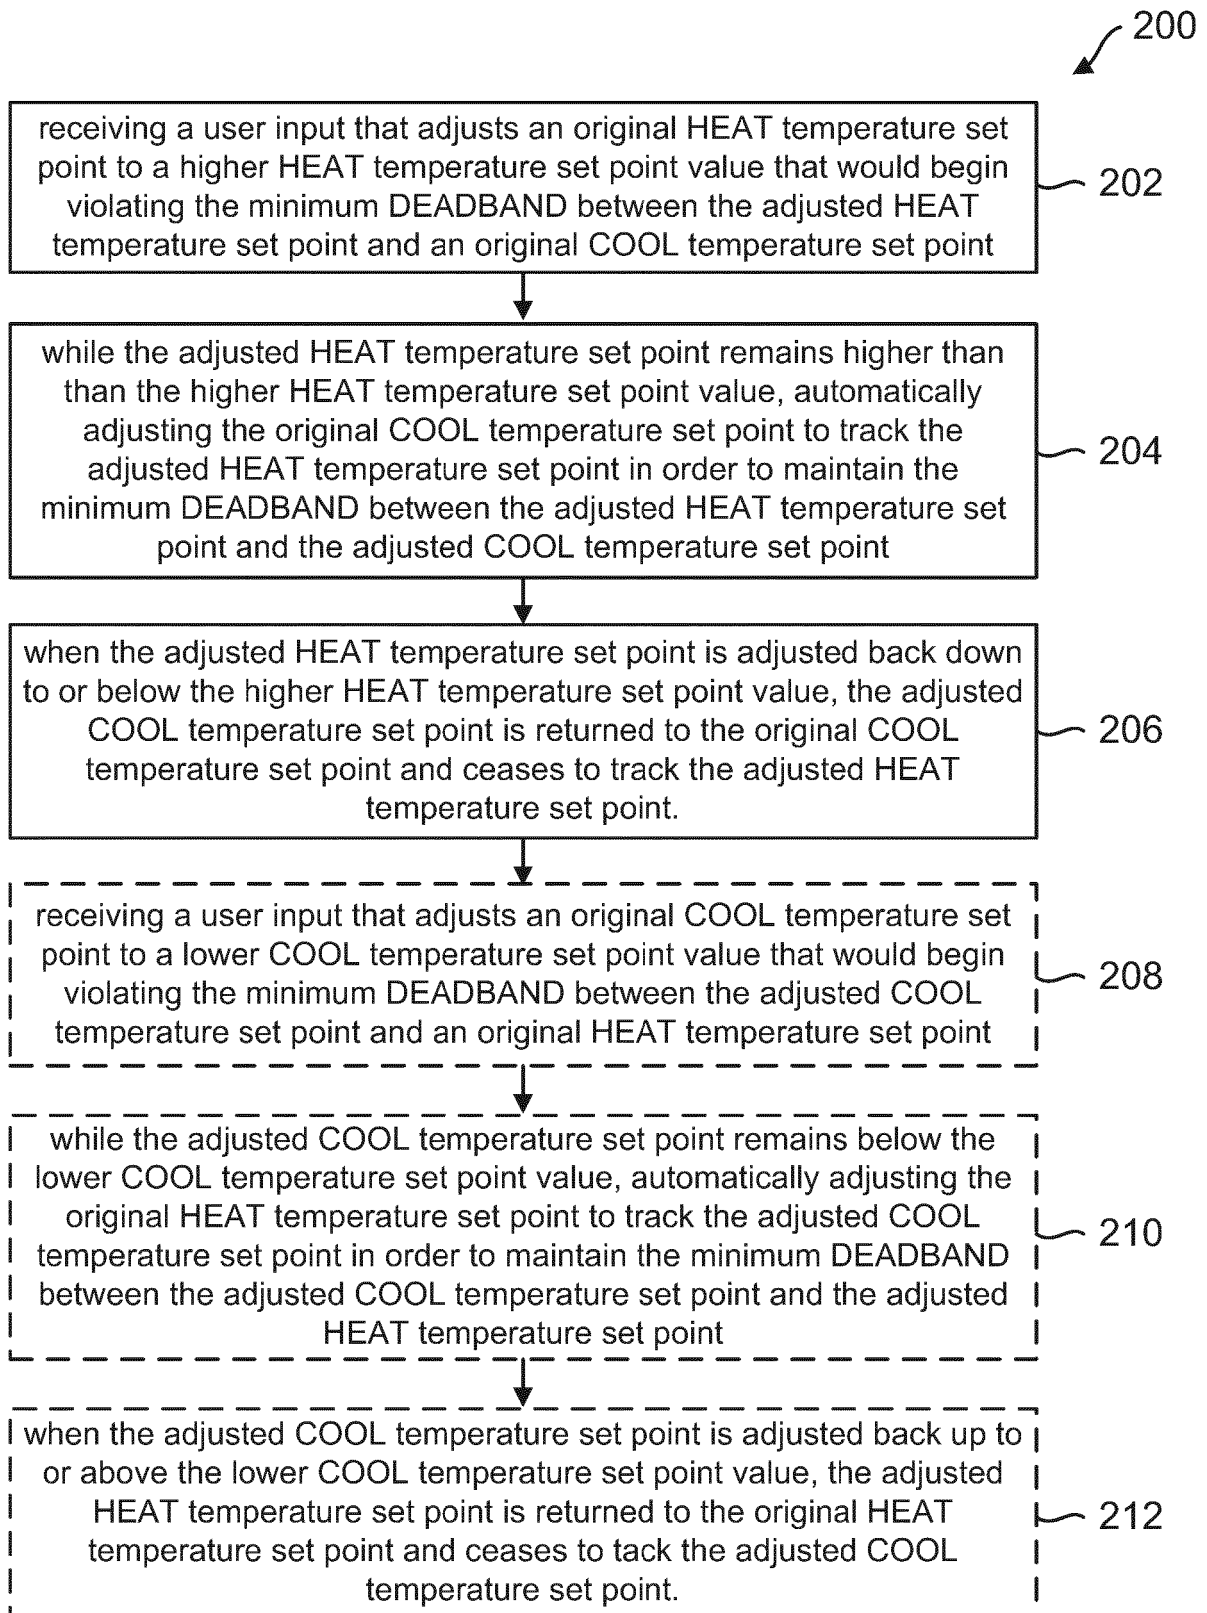 200
receiving a user input that adjusts an original HEAT temperature set
point to a higher HEAT temperature set point value that would begin
violating the minimum DEADBAND between the adjusted HEAT
temperature set point and an original COOL temperature set point
202
while the adjusted HEAT temperature set point remains higher than
than the higher HEAT temperature set point value, automatically
adjusting the original COOL temperature set point to track the
adjusted HEAT temperature set point in order to maintain the
minimum DEADBAND between the adjusted HEAT temperature set
point and the adjusted COOL temperature set point
204
when the adjusted HEAT temperature set point is adjusted back down
to or below the higher HEAT temperature set point value, the adjusted
COOL temperature set point is returned to the original COOL
temperature set point and ceases to track the adjusted HEAT
temperature set point.
206
receiving a user input that adjusts an original COOL temperature set
point to a lower COOL temperature set point value that would begin
violating the minimum DEADBAND between the adjusted COOL
temperature set point and an original HEAT temperature set point
208
while the adjusted COOL temperature set point remains below the
lower COOL temperature set point value, automatically adjusting the
original HEAT temperature set point to track the adjusted COOL
temperature set point in order to maintain the minimum DEADBAND
between the adjusted COOL temperature set point and the adjusted
HEAT temperature set point
210
when the adjusted COOL temperature set point is adjusted back up to
or above the lower COOL temperature set point value, the adjusted
HEAT temperature set point is returned to the original HEAT
temperature set point and ceases to tack the adjusted COOL
temperature set point.
212